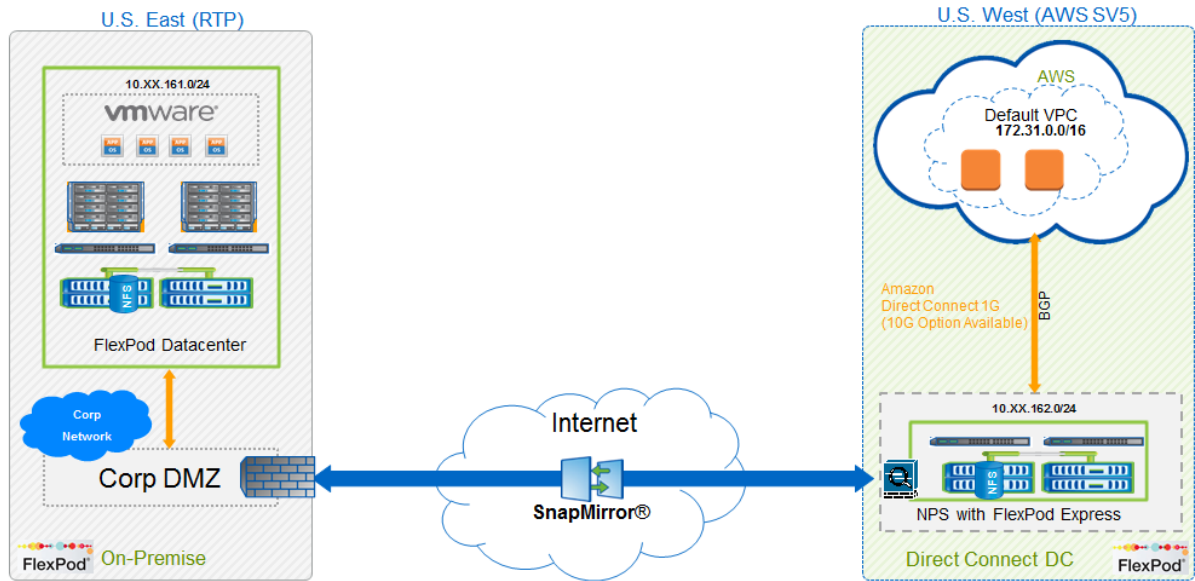 U.S. East (RTP)
10.XX.161.0/24
vmware®
APP OS
APP OS
APP OS
APP OS
NFS
FlexPod Datacenter
Corp
Network
Corp DMZ
FlexPod®
On-Premise
Internet
SnapMirror®
U.S. West (AWS SV5)
AWS
Default VPC
172.31.0.0/16
Amazon
Direct Connect 1G
(10G Option Available)
BGP
10.XX.162.0/24
NFS
NPS with FlexPod Express
Direct Connect DC
FlexPod®